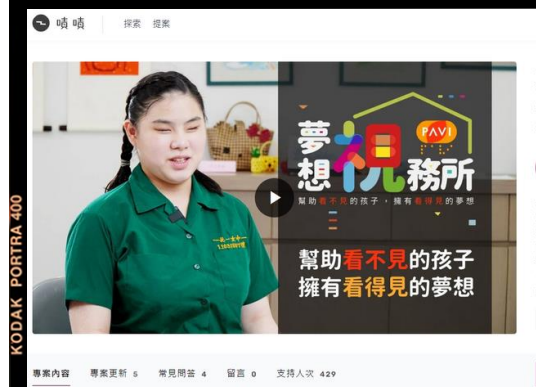 嘖嘖
探索 提案
夢想視務所
PAVI
幫助看不見的孩子，擁有看得見的夢想
幫助看不見的孩子
擁有看得見的夢想
KODAK PORTRA 400
專案內容 專案更新 5 常見問答 4 留言 0 支持人次 429